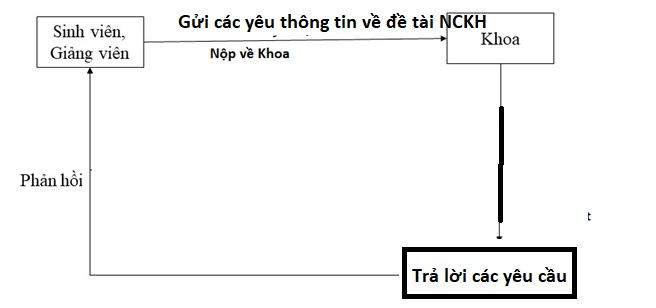 Gửi các yêu thông tin về đề tài NCKH
Sinh viên,
Giảng viên
Khoa
Nộp về Khoa
Phản hồi
t
Trả lời các yêu cầu